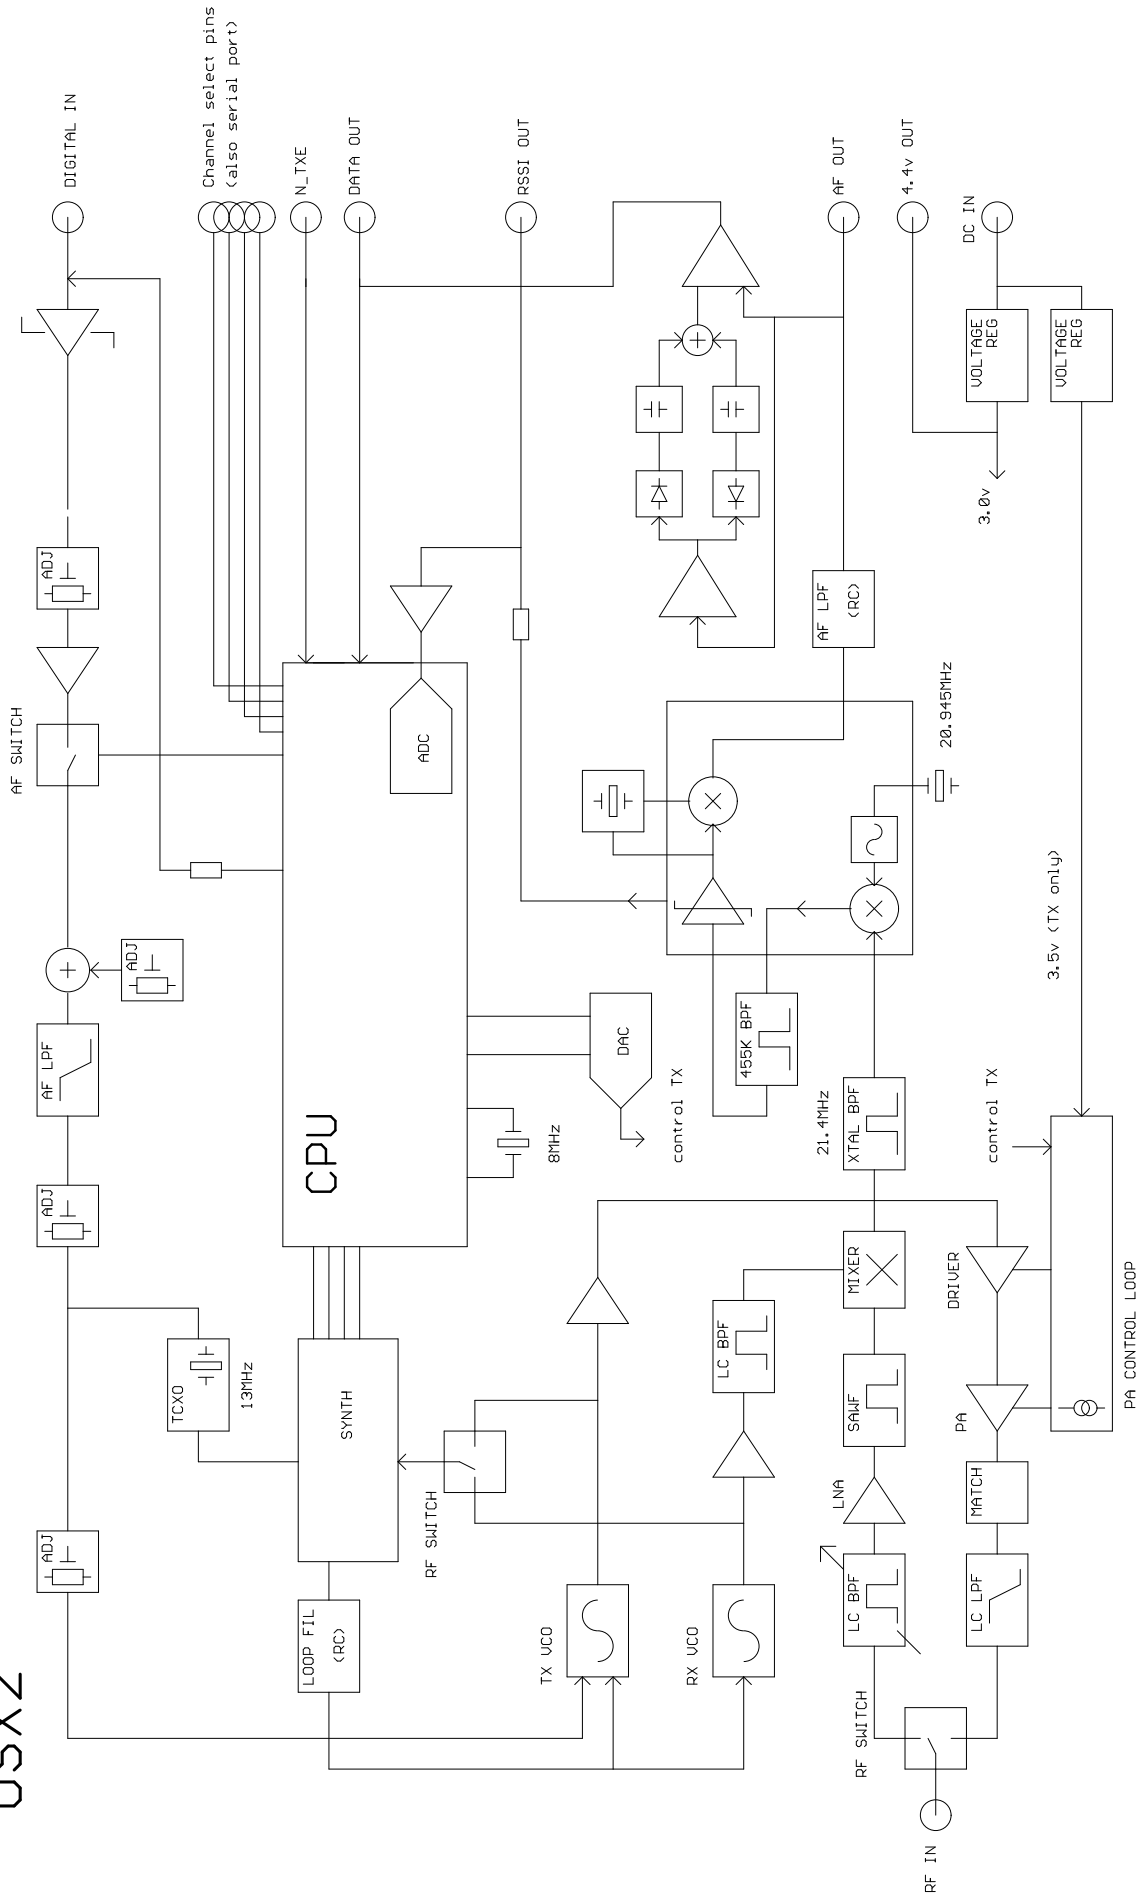 USX2
AF SWITCH
ADJ
ADJ
AF LPF
ADJ
ADJ
DIGITAL IN
TCXO
13MHz
Channel select pins
(also serial port)
LOOP FIL
(RC)
SYNTH
CPU
N_TXE
DATA OUT
RF SWITCH
ADC
8MHz
RSSI OUT
TX VCO
DAC
control TX
RX VCO
LC BPF
455K BPF
21.4MHz
AF LPF
(RC)
AF OUT
RF SWITCH
LC BPF
LNA
SAWF
MIXER
XTAL BPF
20.945MHz
4.4v OUT
RF IN
LC LPF
MATCH
PA
DRIVER
control TX
3.0v
VOLTAGE
REG
DC IN
3.5v (TX only)
VOLTAGE
REG
PA CONTROL LOOP